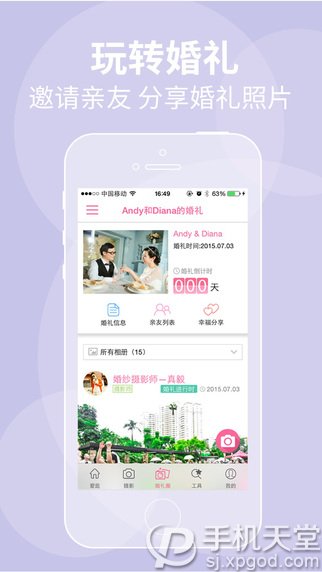 玩转婚礼
邀请亲友 分享婚礼照片
中国移动 16:49 63%
Andy和Diana的婚礼
Andy & Diana
婚礼时间:2015.07.03
婚礼倒计时
000 天
婚礼信息 亲友列表 幸福分享
所有相册（15）
婚纱摄影师—真毅
摄影师 婚礼进行时 2015.07.03
爱逛 微影 婚礼圈 工具 我的
手机天堂
sj.xpgod.com